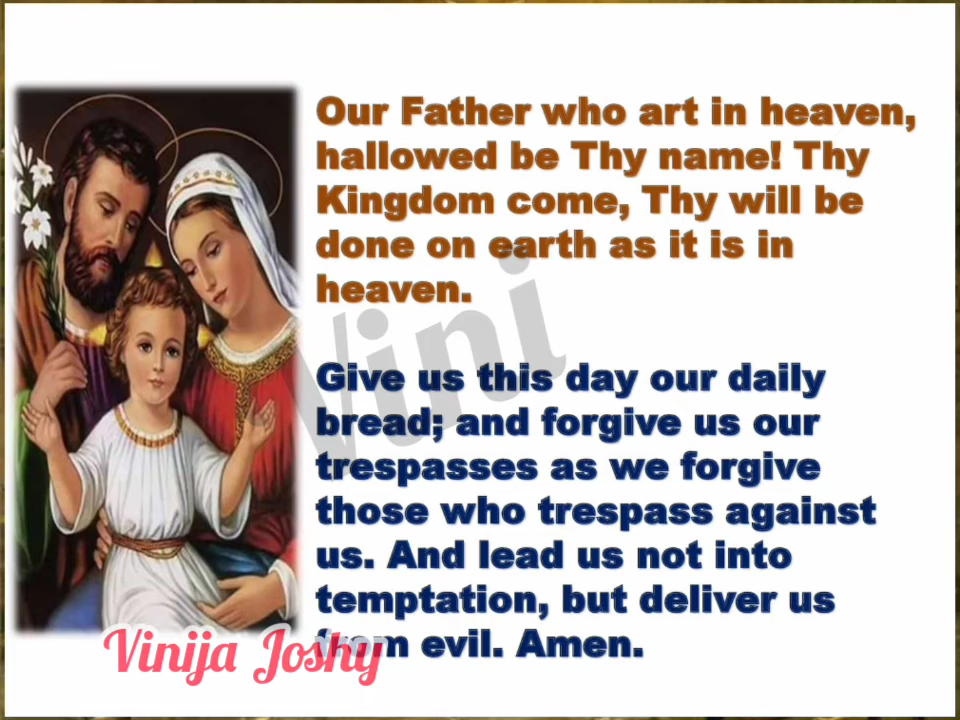 Our Father who art in heaven,
hallowed be Thy name! Thy
Kingdom come, Thy will be
done on earth as it is in
heaven.
Give us this day our daily
bread; and forgive us our
trespasses as we forgive
those who trespass against
us. And lead us not into
temptation, but deliver us
from evil. Amen.
Vini
Vinija Joshy